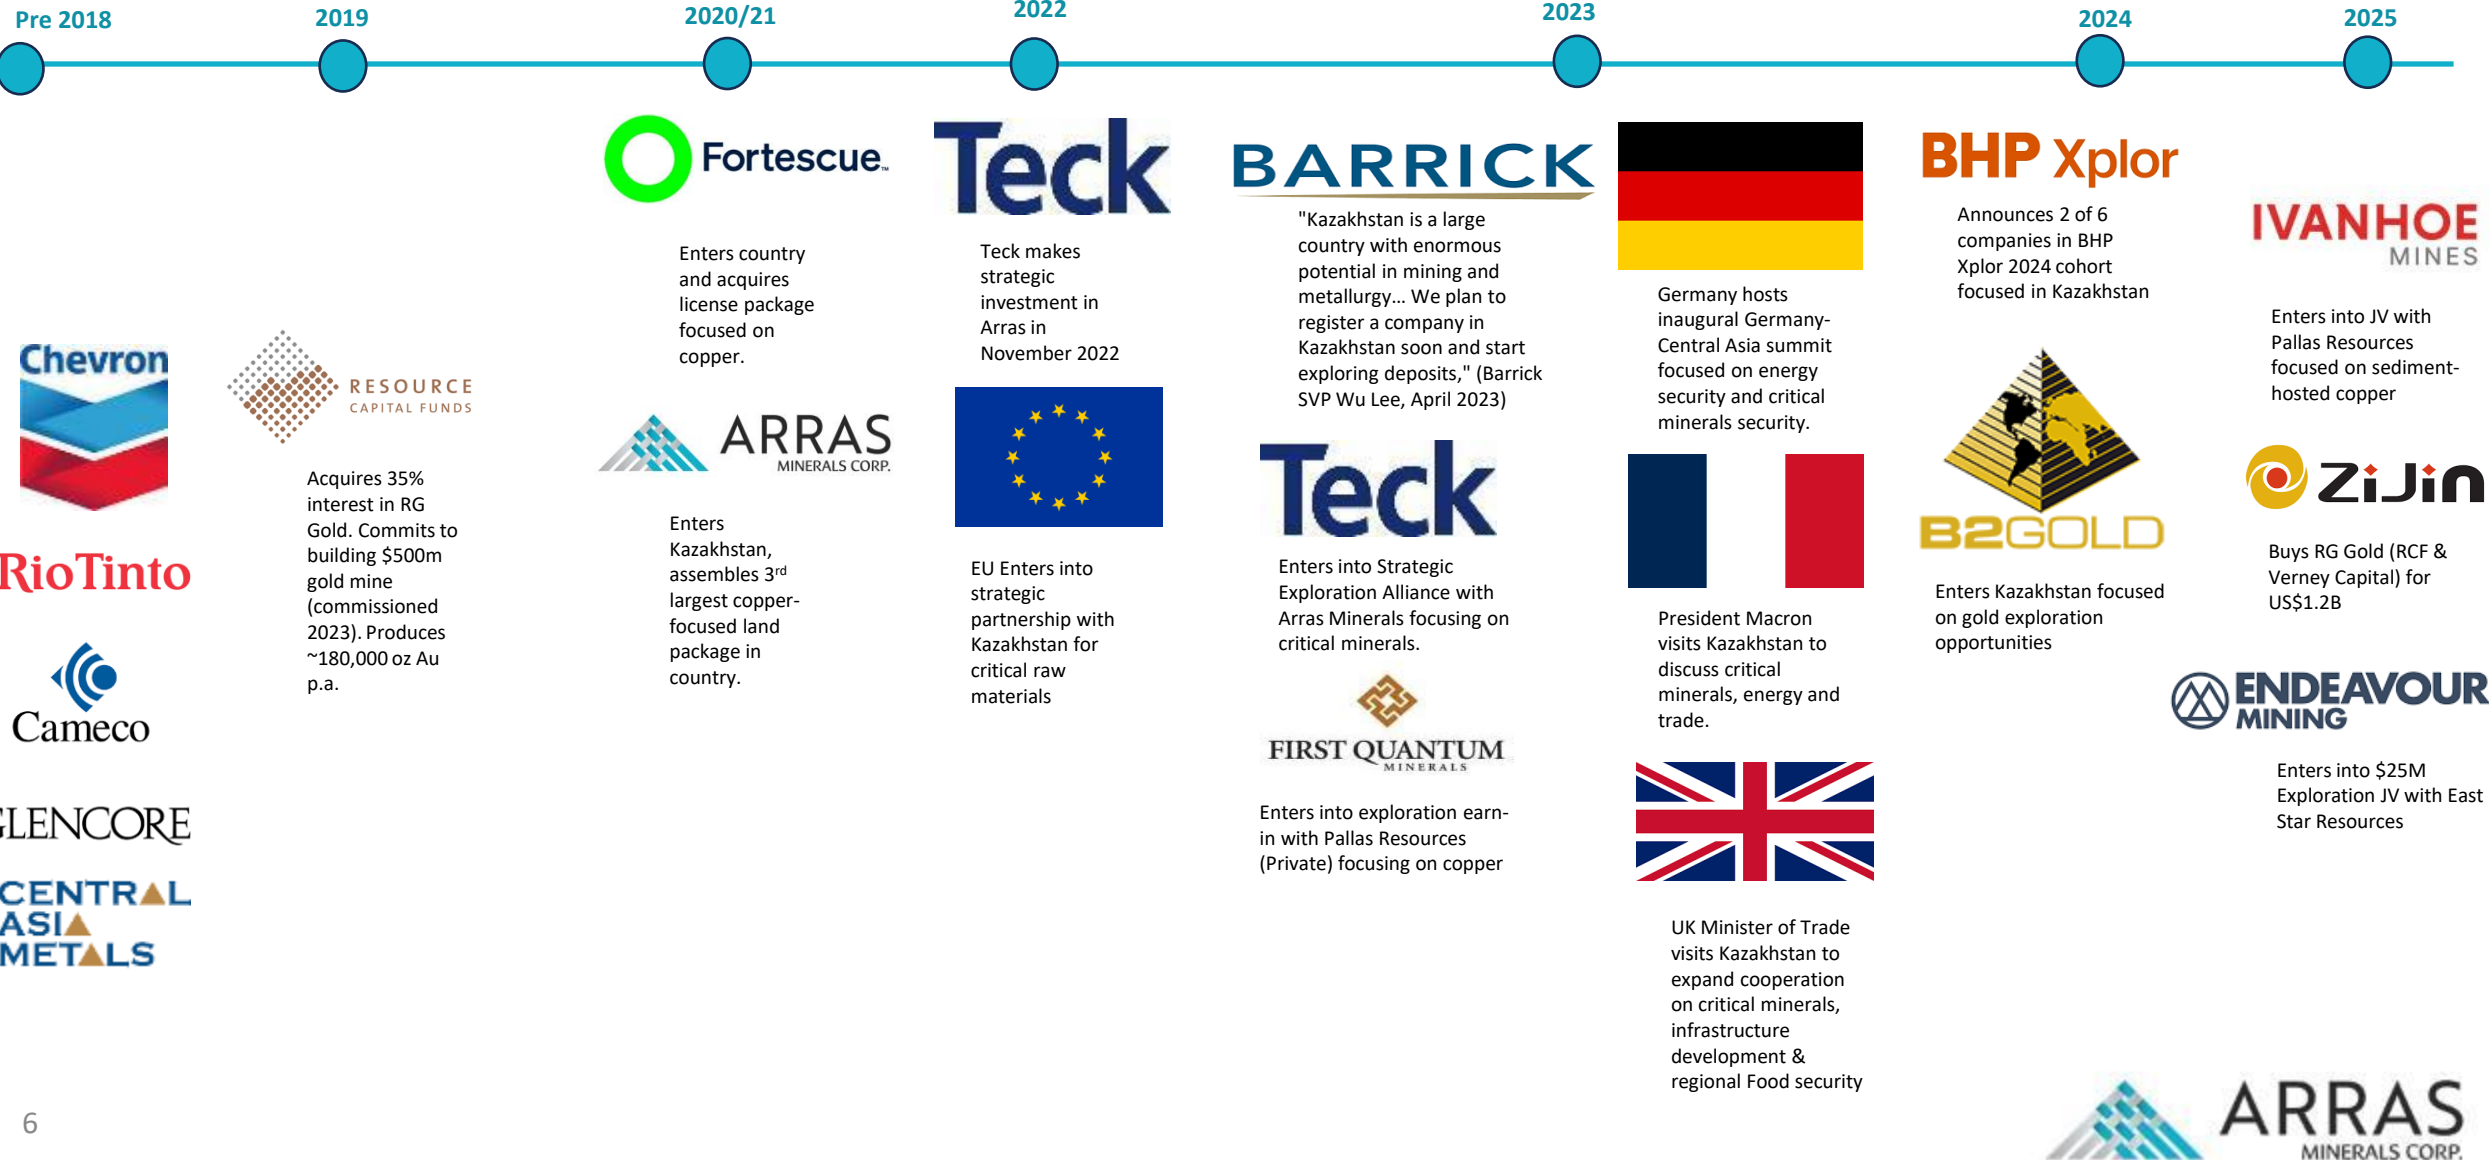 Pre 2018
2019
2020/21
2022
2023
2024
2025
Chevron
RioTinto
Cameco
GLENCORE
CENTRAL
ASIA
METALS
RESOURCE
CAPITAL FUNDS
Acquires 35%
interest in RG
Gold. Commits to
building $500m
gold mine
(commissioned
2023). Produces
~180,000 oz Au
p.a.
Fortescue
Enters country
and acquires
license package
focused on
copper.
ARRAS
MINERALS CORP.
Enters
Kazakhstan,
assembles 3rd
largest copper-
focused land
package in
country.
Teck
Teck makes
strategic
investment in
Arras in
November 2022
EU Enters into
strategic
partnership with
Kazakhstan for
critical raw
materials
BARRICK
"Kazakhstan is a large
country with enormous
potential in mining and
metallurgy... We plan to
register a company in
Kazakhstan soon and start
exploring deposits," (Barrick
SVP Wu Lee, April 2023)
Teck
Enters into Strategic
Exploration Alliance with
Arras Minerals focusing on
critical minerals.
FIRST QUANTUM
MINERALS
Enters into exploration earn-
in with Pallas Resources
(Private) focusing on copper
Germany hosts
inaugural Germany-
Central Asia summit
focused on energy
security and critical
minerals security.
President Macron
visits Kazakhstan to
discuss critical
minerals, energy and
trade.
UK Minister of Trade
visits Kazakhstan to
expand cooperation
on critical minerals,
infrastructure
development &
regional Food security
BHP Xplor
Announces 2 of 6
companies in BHP
Xplor 2024 cohort
focused in Kazakhstan
B2GOLD
Enters Kazakhstan focused
on gold exploration
opportunities
IVANHOE
MINES
Enters into JV with
Pallas Resources
focused on sediment-
hosted copper
ZiJin
Buys RG Gold (RCF &
Verney Capital) for
US$1.2B
ENDEAVOUR
MINING
Enters into $25M
Exploration JV with East
Star Resources
6
ARRAS
MINERALS CORP.